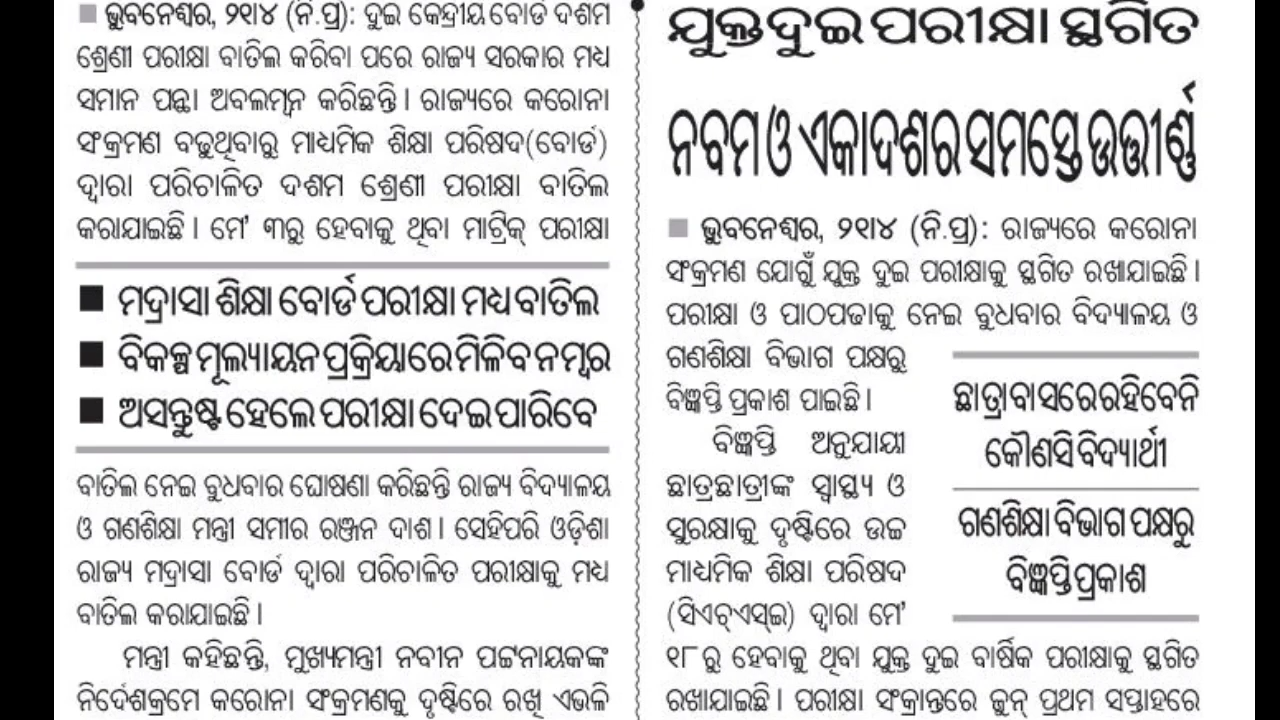 ■ ଭୁବନେଶ୍ୱର, ୨୧।୪ (ନି.ପ୍ର): ଦୁଇ କେନ୍ଦ୍ରୀୟ ବୋର୍ଡ ଦଶମ
ଶ୍ରେଣୀ ପରୀକ୍ଷା ବାତିଲ କରିବା ପରେ ରାଜ୍ୟ ସରକାର ମଧ୍ୟ
ସମାନ ପନ୍ଥା ଅବଲମ୍ବନ କରିଛନ୍ତି। ରାଜ୍ୟରେ କରୋନା
ସଂକ୍ରମଣ ବଢୁଥିବାରୁ ମାଧ୍ୟମିକ ଶିକ୍ଷା ପରିଷଦ(ବୋର୍ଡ)
ଦ୍ୱାରା ପରିଚାଳିତ ଦଶମ ଶ୍ରେଣୀ ପରୀକ୍ଷା ବାତିଲ
କରାଯାଇଛି। ମେ' ୩ରୁ ହେବାକୁ ଥିବା ମାଟ୍ରିକ୍ ପରୀକ୍ଷା
■ ମଦ୍ରାସା ଶିକ୍ଷା ବୋର୍ଡ ପରୀକ୍ଷା ମଧ୍ୟ ବାତିଲ
■ ବିକଳ୍ପ ମୂଲ୍ୟାୟନ ପ୍ରକ୍ରିୟାରେ ମିଳିବ ନମ୍ବର
■ ଅସନ୍ତୁଷ୍ଟ ହେଲେ ପରୀକ୍ଷା ଦେଇପାରିବେ
ବାତିଲ ନେଇ ବୁଧବାର ଘୋଷଣା କରିଛନ୍ତି ରାଜ୍ୟ ବିଦ୍ୟାଳୟ
ଓ ଗଣଶିକ୍ଷା ମନ୍ତ୍ରୀ ସମୀର ରଞ୍ଜନ ଦାଶ। ସେହିପରି ଓଡ଼ିଶା
ରାଜ୍ୟ ମଦ୍ରାସା ବୋର୍ଡ ଦ୍ୱାରା ପରିଚାଳିତ ପରୀକ୍ଷାକୁ ମଧ୍ୟ
ବାତିଲ କରାଯାଇଛି।
ମନ୍ତ୍ରୀ କହିଛନ୍ତି, ମୁଖ୍ୟମନ୍ତ୍ରୀ ନବୀନ ପଟ୍ଟନାୟକଙ୍କ
ନିର୍ଦେଶକ୍ରମେ କରୋନା ସଂକ୍ରମଣକୁ ଦୃଷ୍ଟିରେ ରଖି ଏଭଳି
ଯୁକ୍ତଦୁଇ ପରୀକ୍ଷା ସ୍ଥଗିତ
ନବମ ଓ ଏକାଦଶର ସମସ୍ତେ ଉତ୍ତୀର୍ଣ୍ଣ
■ ଭୁବନେଶ୍ୱର, ୨୧।୪ (ନି.ପ୍ର): ରାଜ୍ୟରେ କରୋନା
ସଂକ୍ରମଣ ଯୋଗୁଁ ଯୁକ୍ତ ଦୁଇ ପରୀକ୍ଷାକୁ ସ୍ଥଗିତ ରଖାଯାଇଛି।
ପରୀକ୍ଷା ଓ ପାଠପଢାକୁ ନେଇ ବୁଧବାର ବିଦ୍ୟାଳୟ ଓ
ଗଣଶିକ୍ଷା ବିଭାଗ ପକ୍ଷରୁ
ବିଜ୍ଞପ୍ତି ପ୍ରକାଶ ପାଇଛି।
ବିଜ୍ଞପ୍ତି ଅନୁଯାୟୀ
ଛାତ୍ରଛାତ୍ରୀଙ୍କ ସ୍ୱାସ୍ଥ୍ୟ ଓ
ସୁରକ୍ଷାକୁ ଦୃଷ୍ଟିରେ ଉଚ୍ଚ
ମାଧ୍ୟମିକ ଶିକ୍ଷା ପରିଷଦ
(ସିଏଚ୍ଏସ୍ଇ) ଦ୍ୱାରା ମେ'
ଛାତ୍ରାବାସରେ ରହିବେନି
କୌଣସି ବିଦ୍ୟାର୍ଥୀ
ଗଣଶିକ୍ଷା ବିଭାଗ ପକ୍ଷରୁ
ବିଜ୍ଞପ୍ତି ପ୍ରକାଶ
୧୮ରୁ ହେବାକୁ ଥିବା ଯୁକ୍ତ ଦୁଇ ବାର୍ଷିକ ପରୀକ୍ଷାକୁ ସ୍ଥଗିତ
ରଖାଯାଇଛି। ପରୀକ୍ଷା ସଂକ୍ରାନ୍ତରେ ଜୁନ୍ ପ୍ରଥମ ସପ୍ତାହରେ